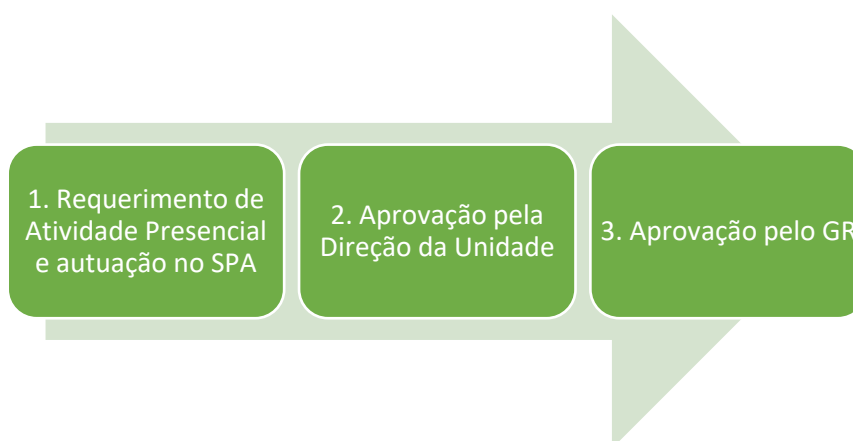 1. Requerimento de
Atividade Presencial
e autuação no SPA
2. Aprovação pela
Direção da Unidade
3. Aprovação pelo GR